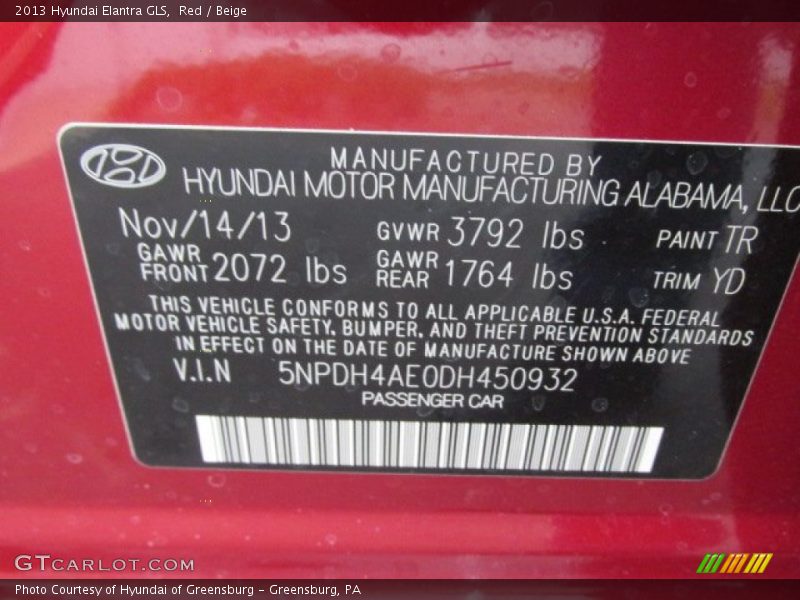 2013 Hyundai Elantra GLS,  Red / Beige
MANUFACTURED BY
HYUNDAI MOTOR MANUFACTURING ALABAMA, LLC
Nov/14/13 GVWR 3792 lbs PAINT TR
GAWR FRONT 2072 lbs GAWR REAR 1764 lbs TRIM YD
THIS VEHICLE CONFORMS TO ALL APPLICABLE U.S.A. FEDERAL
MOTOR VEHICLE SAFETY, BUMPER, AND THEFT PREVENTION STANDARDS
IN EFFECT ON THE DATE OF MANUFACTURE SHOWN ABOVE
V.I.N 5NPDH4AE0DH450932
PASSENGER CAR
GTCARLOT.COM
Photo Courtesy of Hyundai of Greensburg - Greensburg, PA